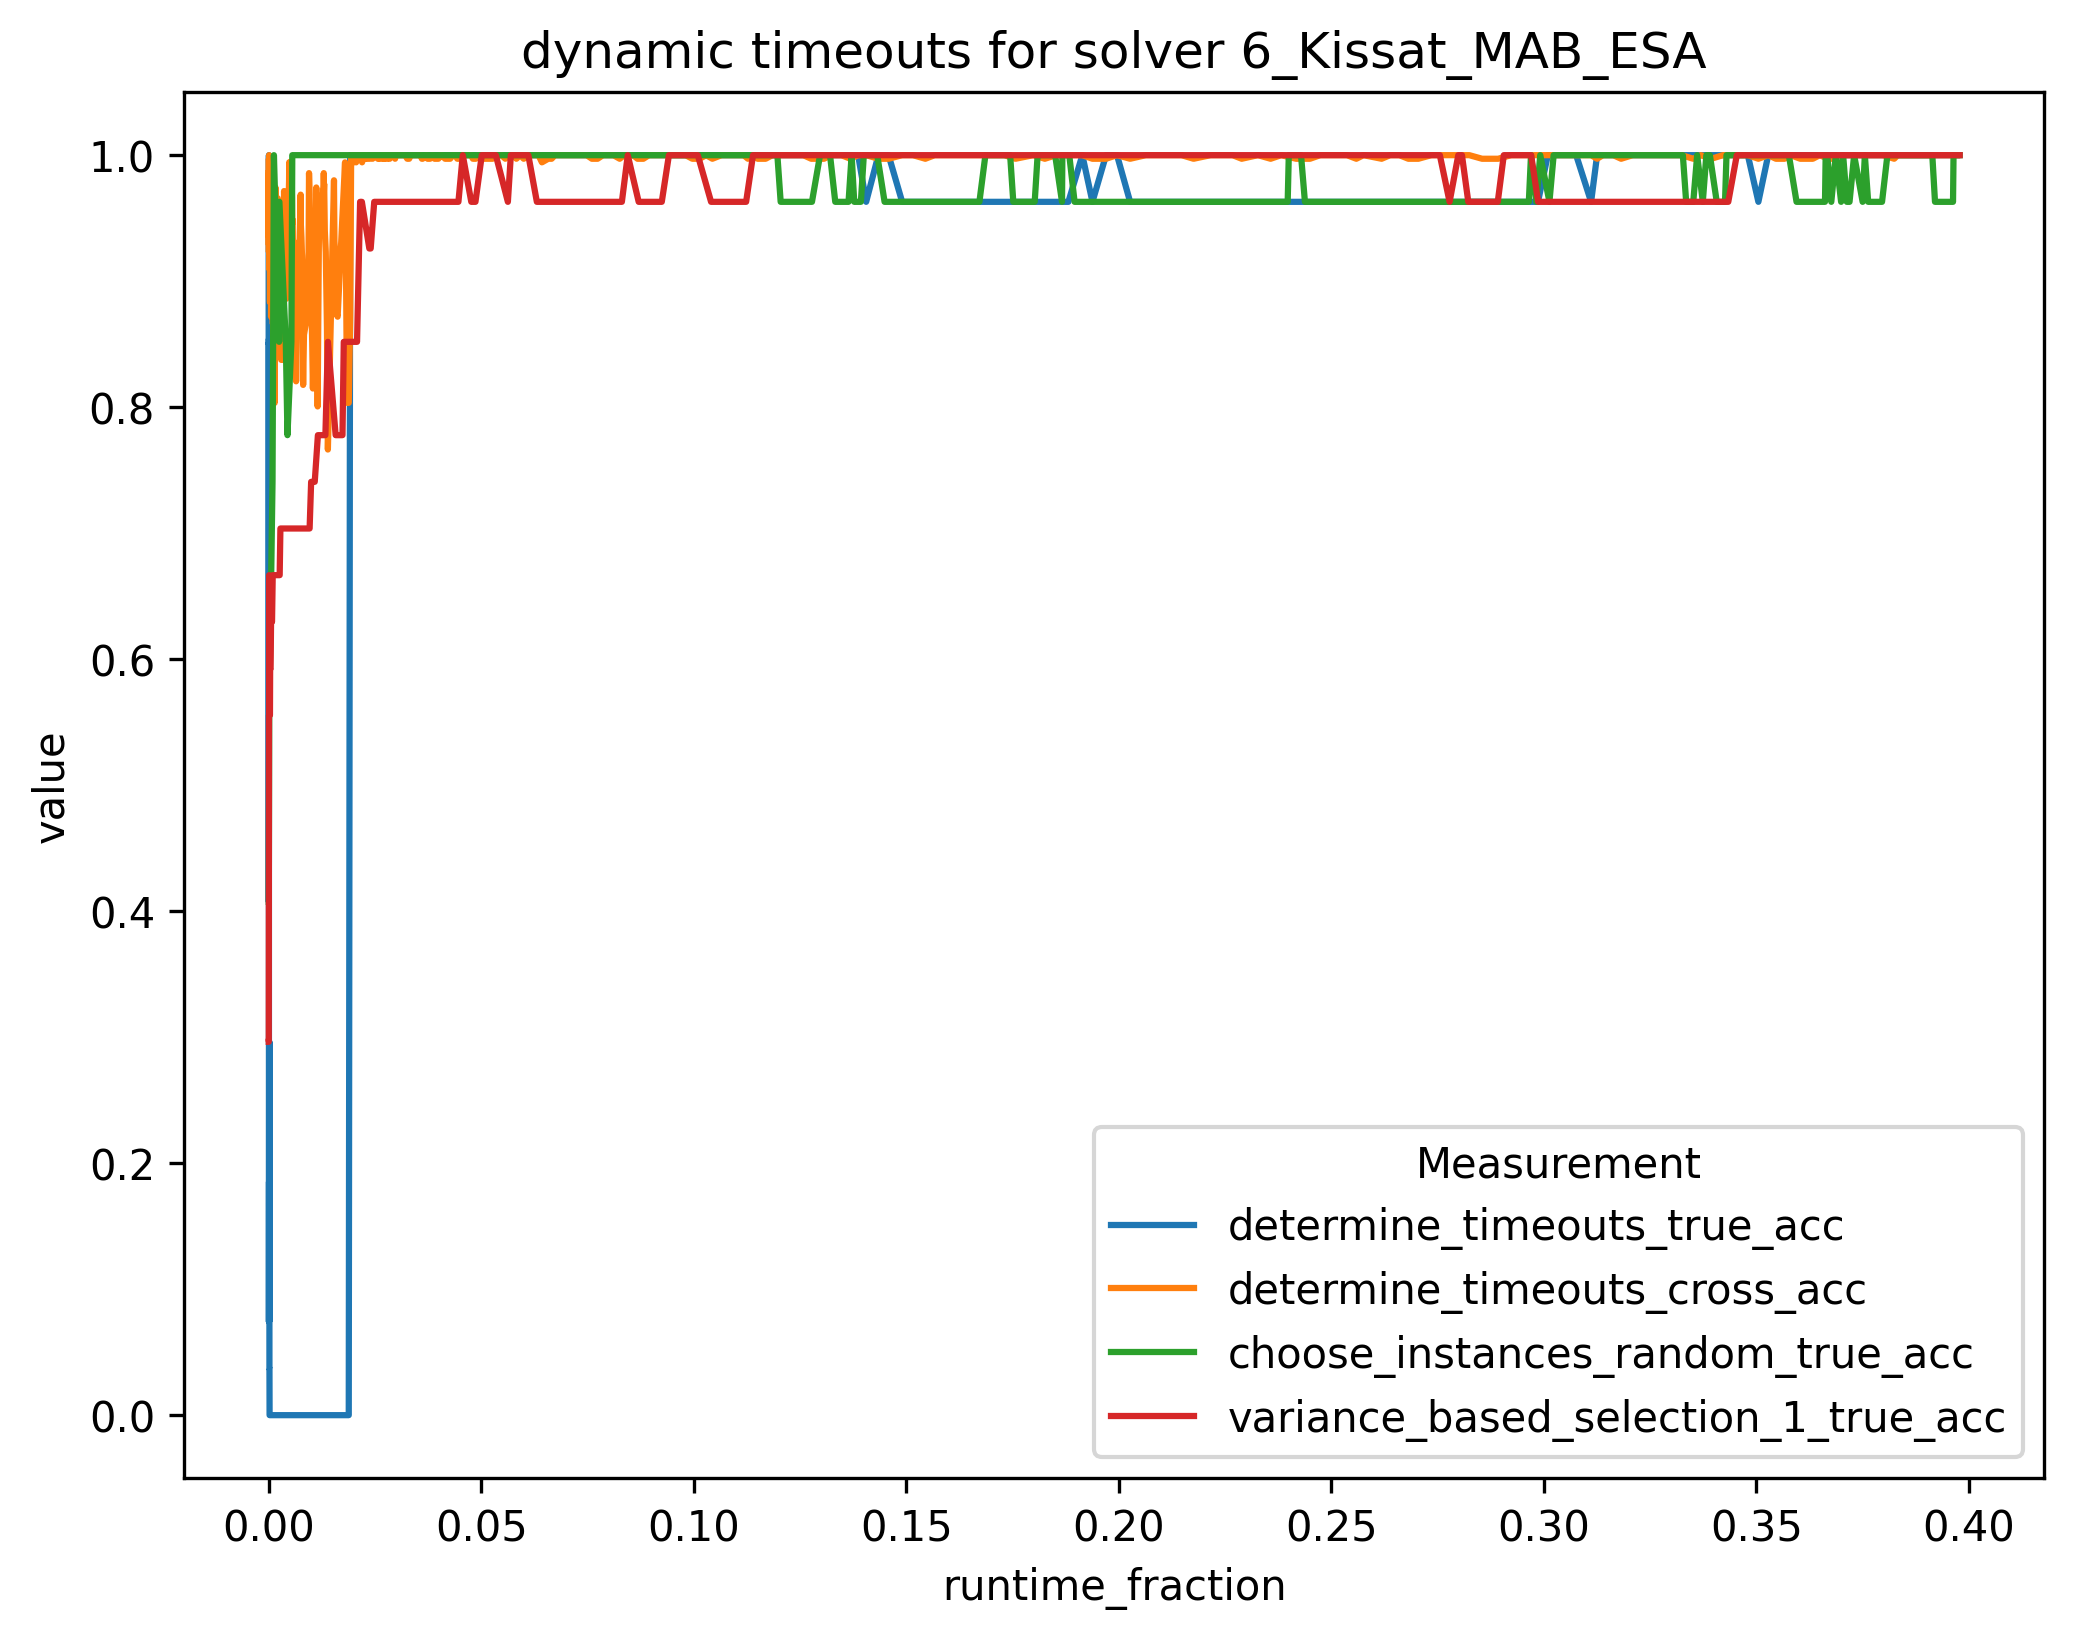 dynamic timeouts for solver 6_Kissat_MAB_ESA
1.0
0.8
0.6
0.4
0.2
0.0
value
0.00 0.05 0.10 0.15 0.20 0.25 0.30 0.35 0.40
runtime_fraction
Measurement
determine_timeouts_true_acc
determine_timeouts_cross_acc
choose_instances_random_true_acc
variance_based_selection_1_true_acc